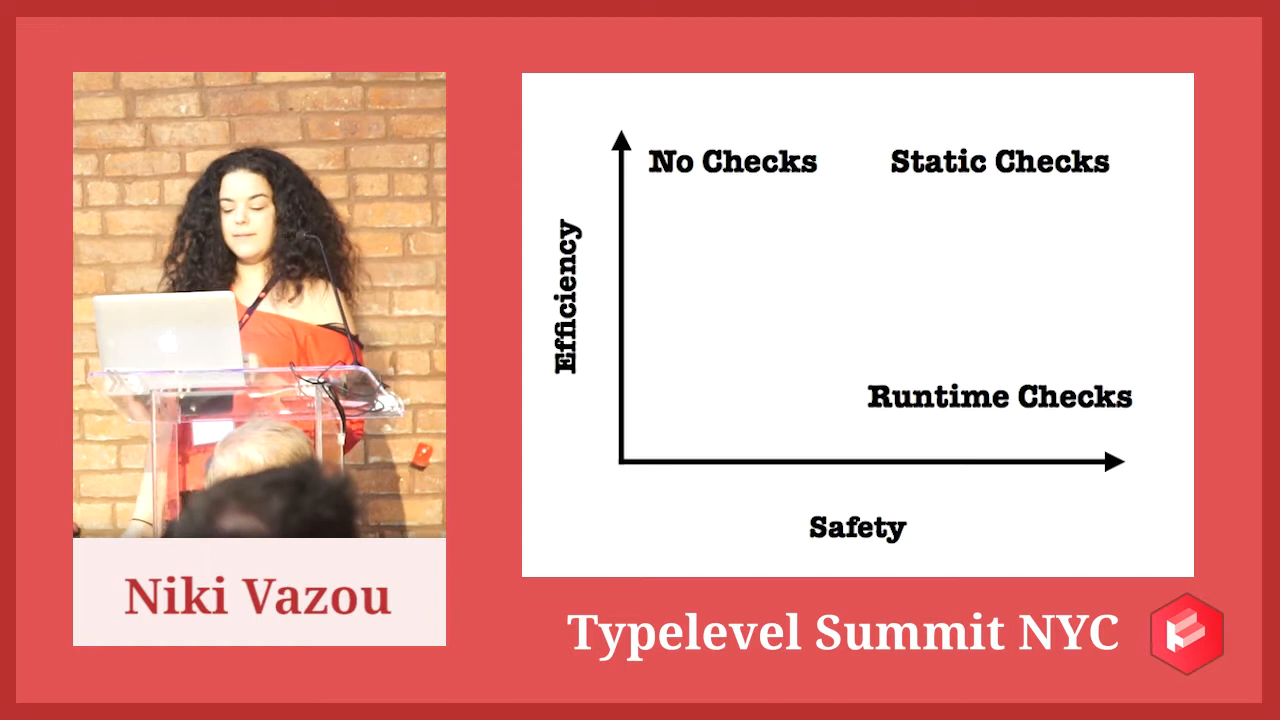 No Checks
Static Checks
Efficiency
Runtime Checks
Safety
Niki Vazou
Typelevel Summit NYC